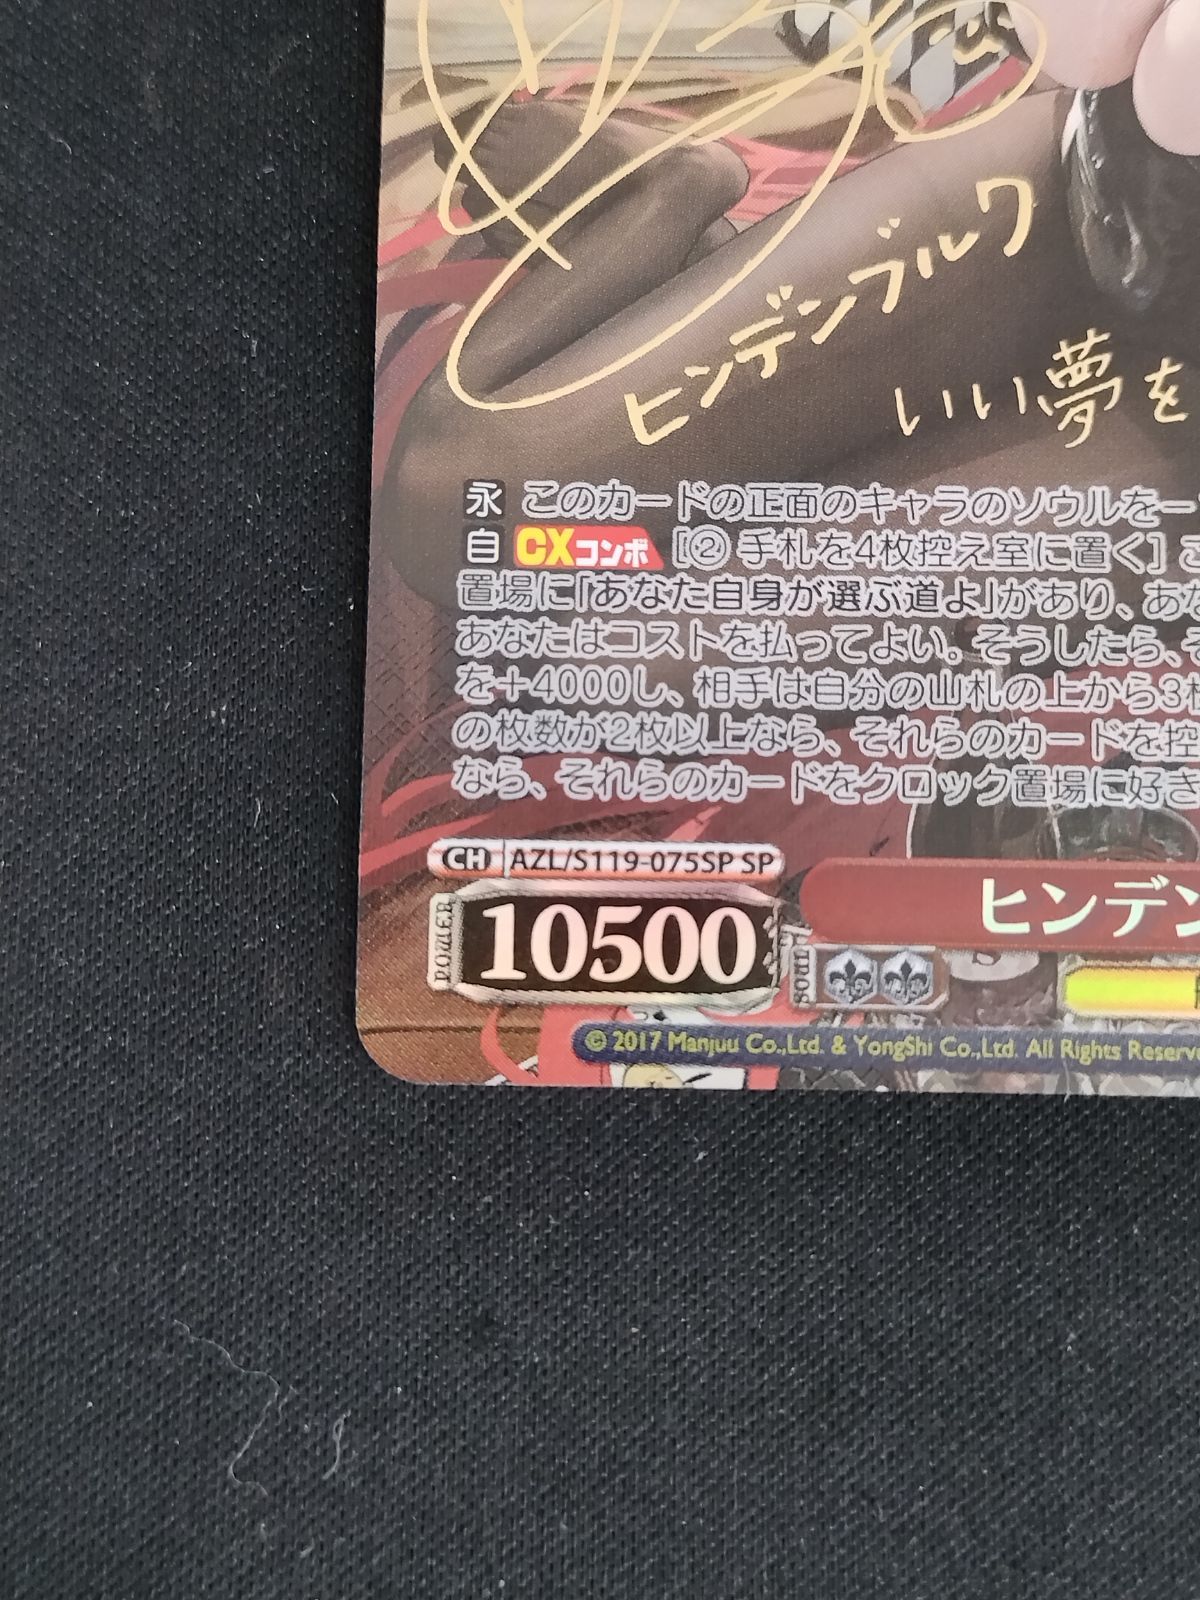 ヒンデンブルク
いい夢を
永 このカードの正面のキャラのソウルを－
自 CXコンボ [② 手札を4枚控え室に置く] こ
置場に「あなた自身が選ぶ道よ」があり、あな
あなたはコストを払ってよい。そうしたら、そ
を＋4000し、相手は自分の山札の上から3枚
の枚数が2枚以上なら、それらのカードを控
なら、それらのカードをクロック置場に好き
CH AZL/S119-075SP SP
POWER 10500
ヒンデン
SOUL
© 2017 Manjuu Co.,Ltd. & YongShi Co.,Ltd. All Rights Reserve